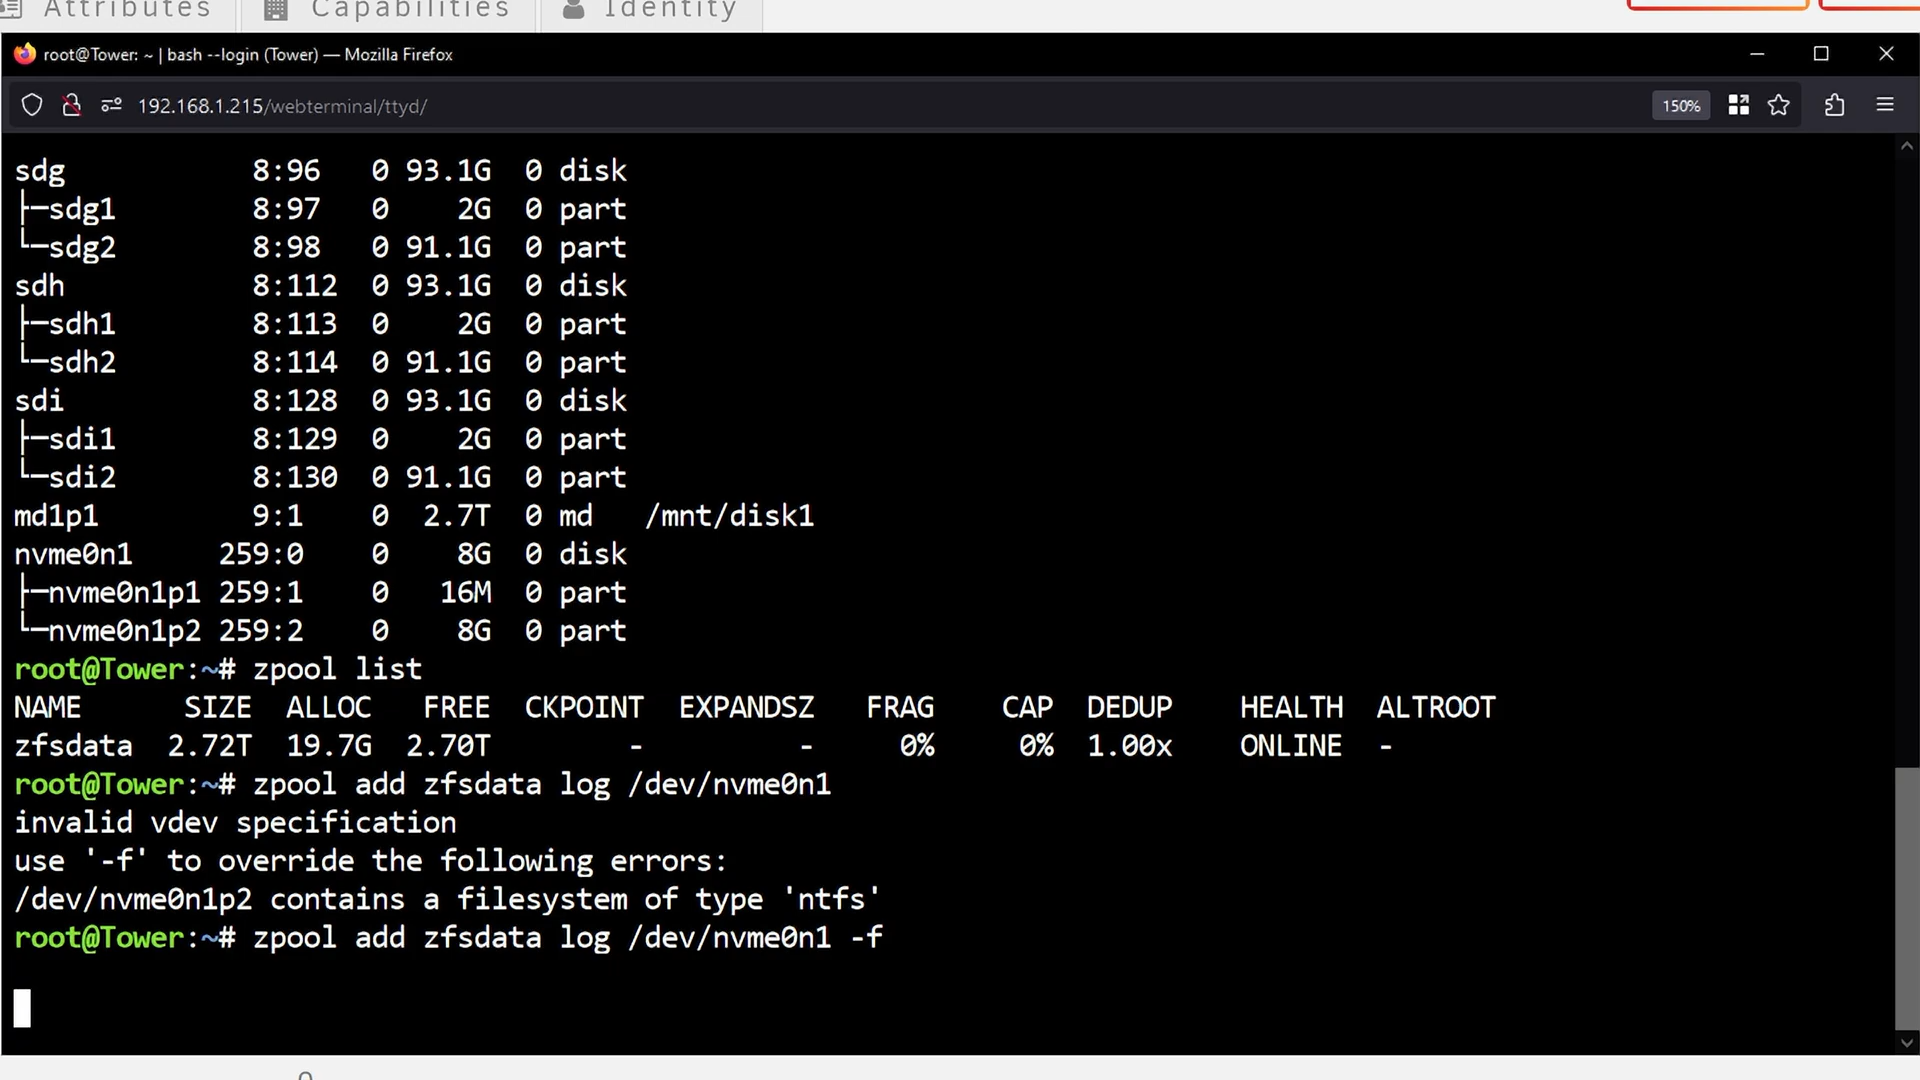 Attributes Capabilities Identity
root@Tower: ~ | bash --login (Tower) — Mozilla Firefox
192.168.1.215/webterminal/ttyd/ 150%
sdg 8:96 0 93.1G 0 disk
├─sdg1 8:97 0 2G 0 part
└─sdg2 8:98 0 91.1G 0 part
sdh 8:112 0 93.1G 0 disk
├─sdh1 8:113 0 2G 0 part
└─sdh2 8:114 0 91.1G 0 part
sdi 8:128 0 93.1G 0 disk
├─sdi1 8:129 0 2G 0 part
└─sdi2 8:130 0 91.1G 0 part
md1p1 9:1 0 2.7T 0 md /mnt/disk1
nvme0n1 259:0 0 8G 0 disk
├─nvme0n1p1 259:1 0 16M 0 part
└─nvme0n1p2 259:2 0 8G 0 part
root@Tower:~# zpool list
NAME SIZE ALLOC FREE CKPOINT EXPANDSZ FRAG CAP DEDUP HEALTH ALTROOT
zfsdata 2.72T 19.7G 2.70T - - 0% 0% 1.00x ONLINE -
root@Tower:~# zpool add zfsdata log /dev/nvme0n1
invalid vdev specification
use '-f' to override the following errors:
/dev/nvme0n1p2 contains a filesystem of type 'ntfs'
root@Tower:~# zpool add zfsdata log /dev/nvme0n1 -f